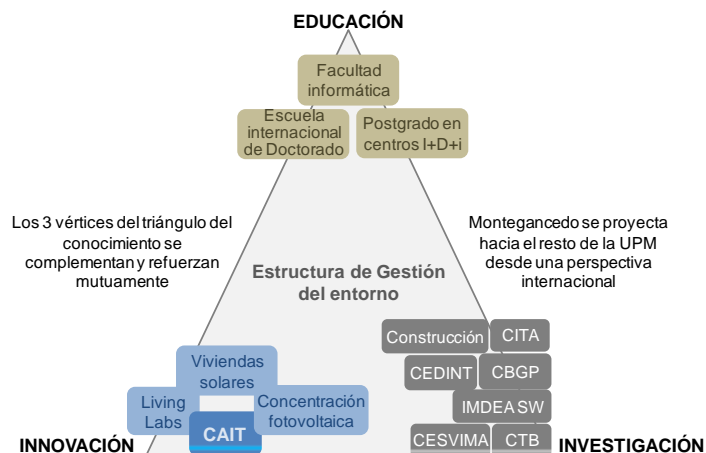 EDUCACIÓN
Facultad
informática
Escuela
internacional
de Doctorado
Postgrado en
centros I+D+i
Los 3 vértices del triángulo del
conocimiento se
complementan y refuerzan
mutuamente
Montegancedo se proyecta
hacia el resto de la UPM
desde una perspectiva
internacional
Estructura de Gestión
del entorno
Viviendas
solares
Living
Labs
Concentración
fotovoltaica
CAIT
Construcción
CITA
CEDINT
CBGP
IMDEA SW
CESVIMA
CTB
INNOVACIÓN
INVESTIGACIÓN